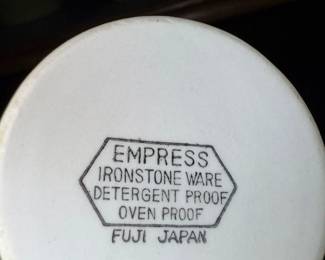 EMPRESS
IRONSTONE WARE
DETERGENT PROOF
OVEN PROOF
FUJI JAPAN